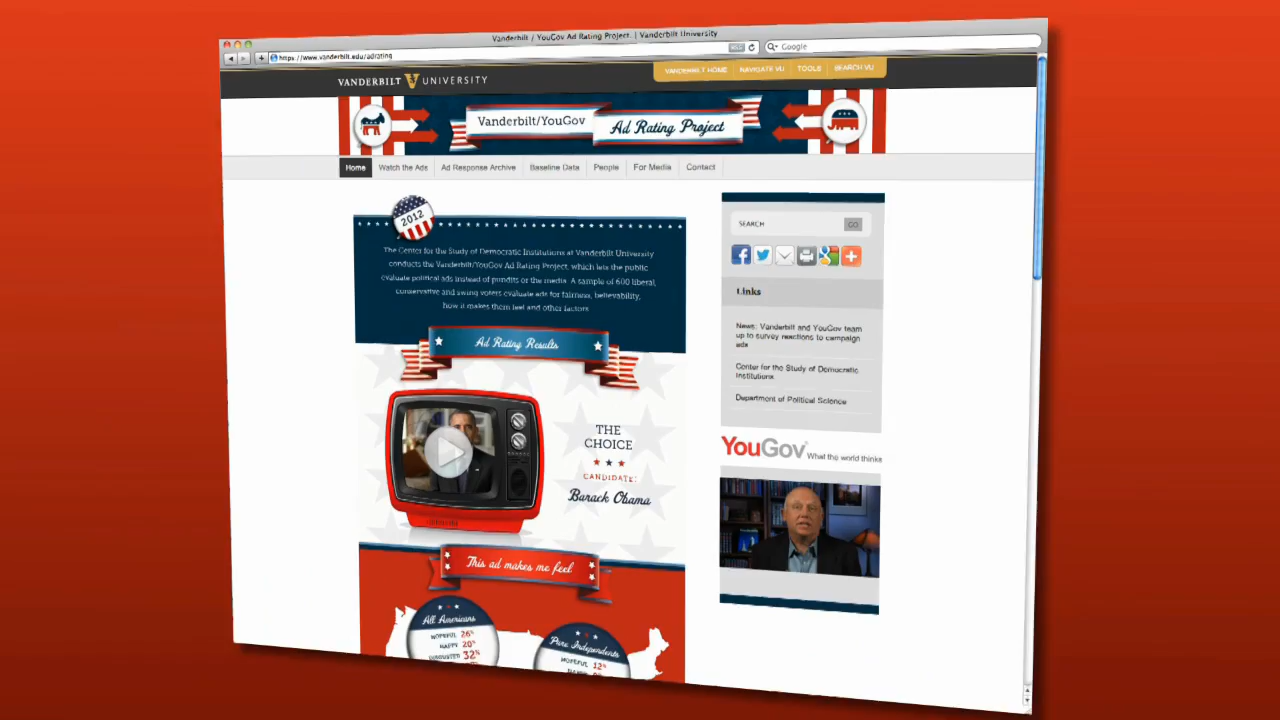 Vanderbilt / YouGov Ad Rating Project. | Vanderbilt University
https://www.vanderbilt.edu/adrating
RSS
Google
VANDERBILT UNIVERSITY
VANDERBILT HOME
NAVIGATE VU
TOOLS
SEARCH VU
Vanderbilt/YouGov
Ad Rating Project
Home
Watch the Ads
Ad Response Archive
Baseline Data
People
For Media
Contact
2012
The Center for the Study of Democratic Institutions at Vanderbilt University
conducts the Vanderbilt/YouGov Ad Rating Project, which lets the public
evaluate political ads instead of pundits or the media. A sample of 600 liberal,
conservative and swing voters evaluate ads for fairness, believability,
how it makes them feel and other factors.
Ad Rating Results
THE
CHOICE
CANDIDATE:
Barack Obama
This ad makes me feel
All Americans
HOPEFUL 26%
HAPPY 20%
DISGUSTED 32%
Pure Independents
HOPEFUL 12%
SEARCH
GO
Links
News: Vanderbilt and YouGov team
up to survey reactions to campaign
ads
Center for the Study of Democratic
Institutions
Department of Political Science
YouGov What the world thinks